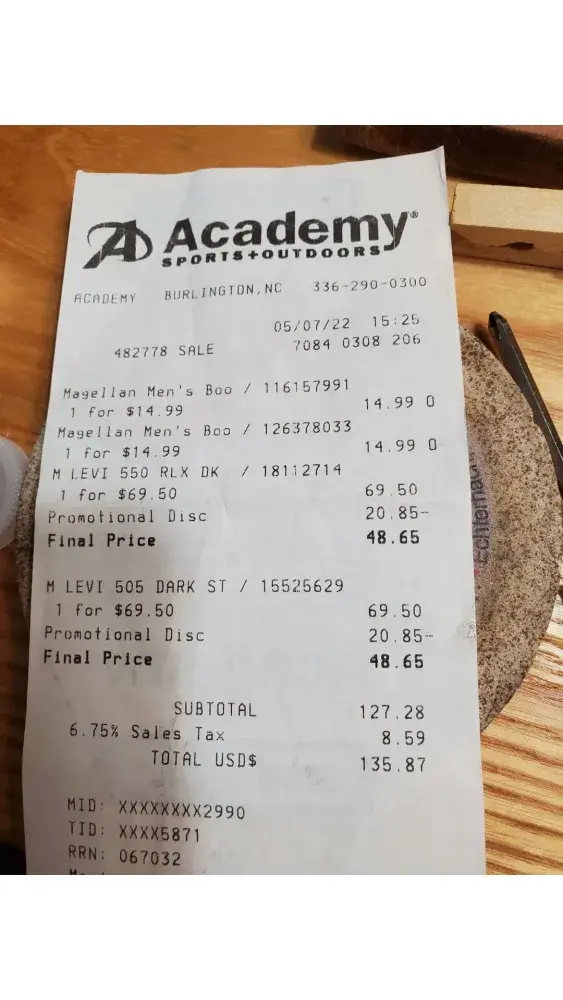 Academy®
SPORTS+OUTDOORS
ACADEMY BURLINGTON,NC 336-290-0300
05/07/22 15:25
482778 SALE 7084 0308 206
Magellan Men's Boo / 116157991
1 for $14.99 14.99 O
Magellan Men's Boo / 126378033
1 for $14.99 14.99 O
M LEVI 550 RLX DK / 18112714
1 for $69.50 69.50
Promotional Disc 20.85-
Final Price 48.65
M LEVI 505 DARK ST / 15525629
1 for $69.50 69.50
Promotional Disc 20.85-
Final Price 48.65
SUBTOTAL 127.28
6.75% Sales Tax 8.59
TOTAL USD$ 135.87
MID: XXXXXXXX2990
TID: XXXX5871
RRN: 067032